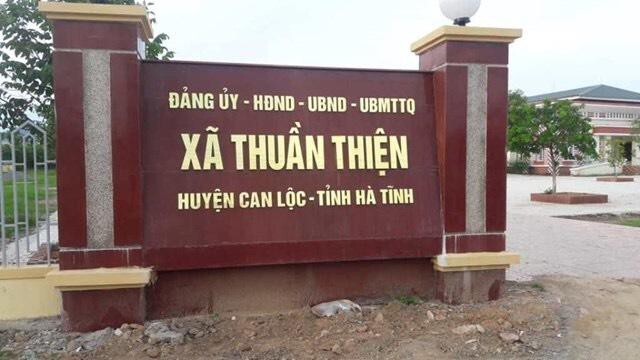 ĐẢNG ỦY - HĐND - UBND - UBMTTQ
XÃ THUẦN THIỆN
HUYỆN CAN LỘC - TỈNH HÀ TĨNH